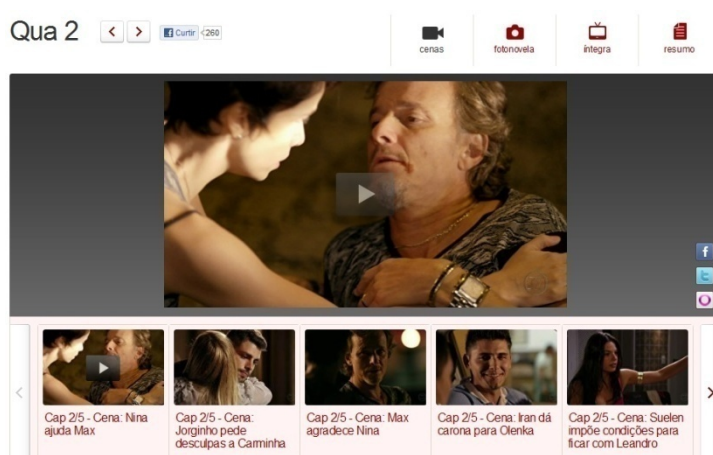 Qua 2
Curtir
260
cenas
fotonovela
íntegra
resumo
Cap 2/5 - Cena: Nina
ajuda Max
Cap 2/5 - Cena:
Jorginho pede
desculpas a Carminha
Cap 2/5 - Cena: Max
agradece Nina
Cap 2/5 - Cena: Iran dá
carona para Olenka
Cap 2/5 - Cena: Suelen
impõe condições para
ficar com Leandro